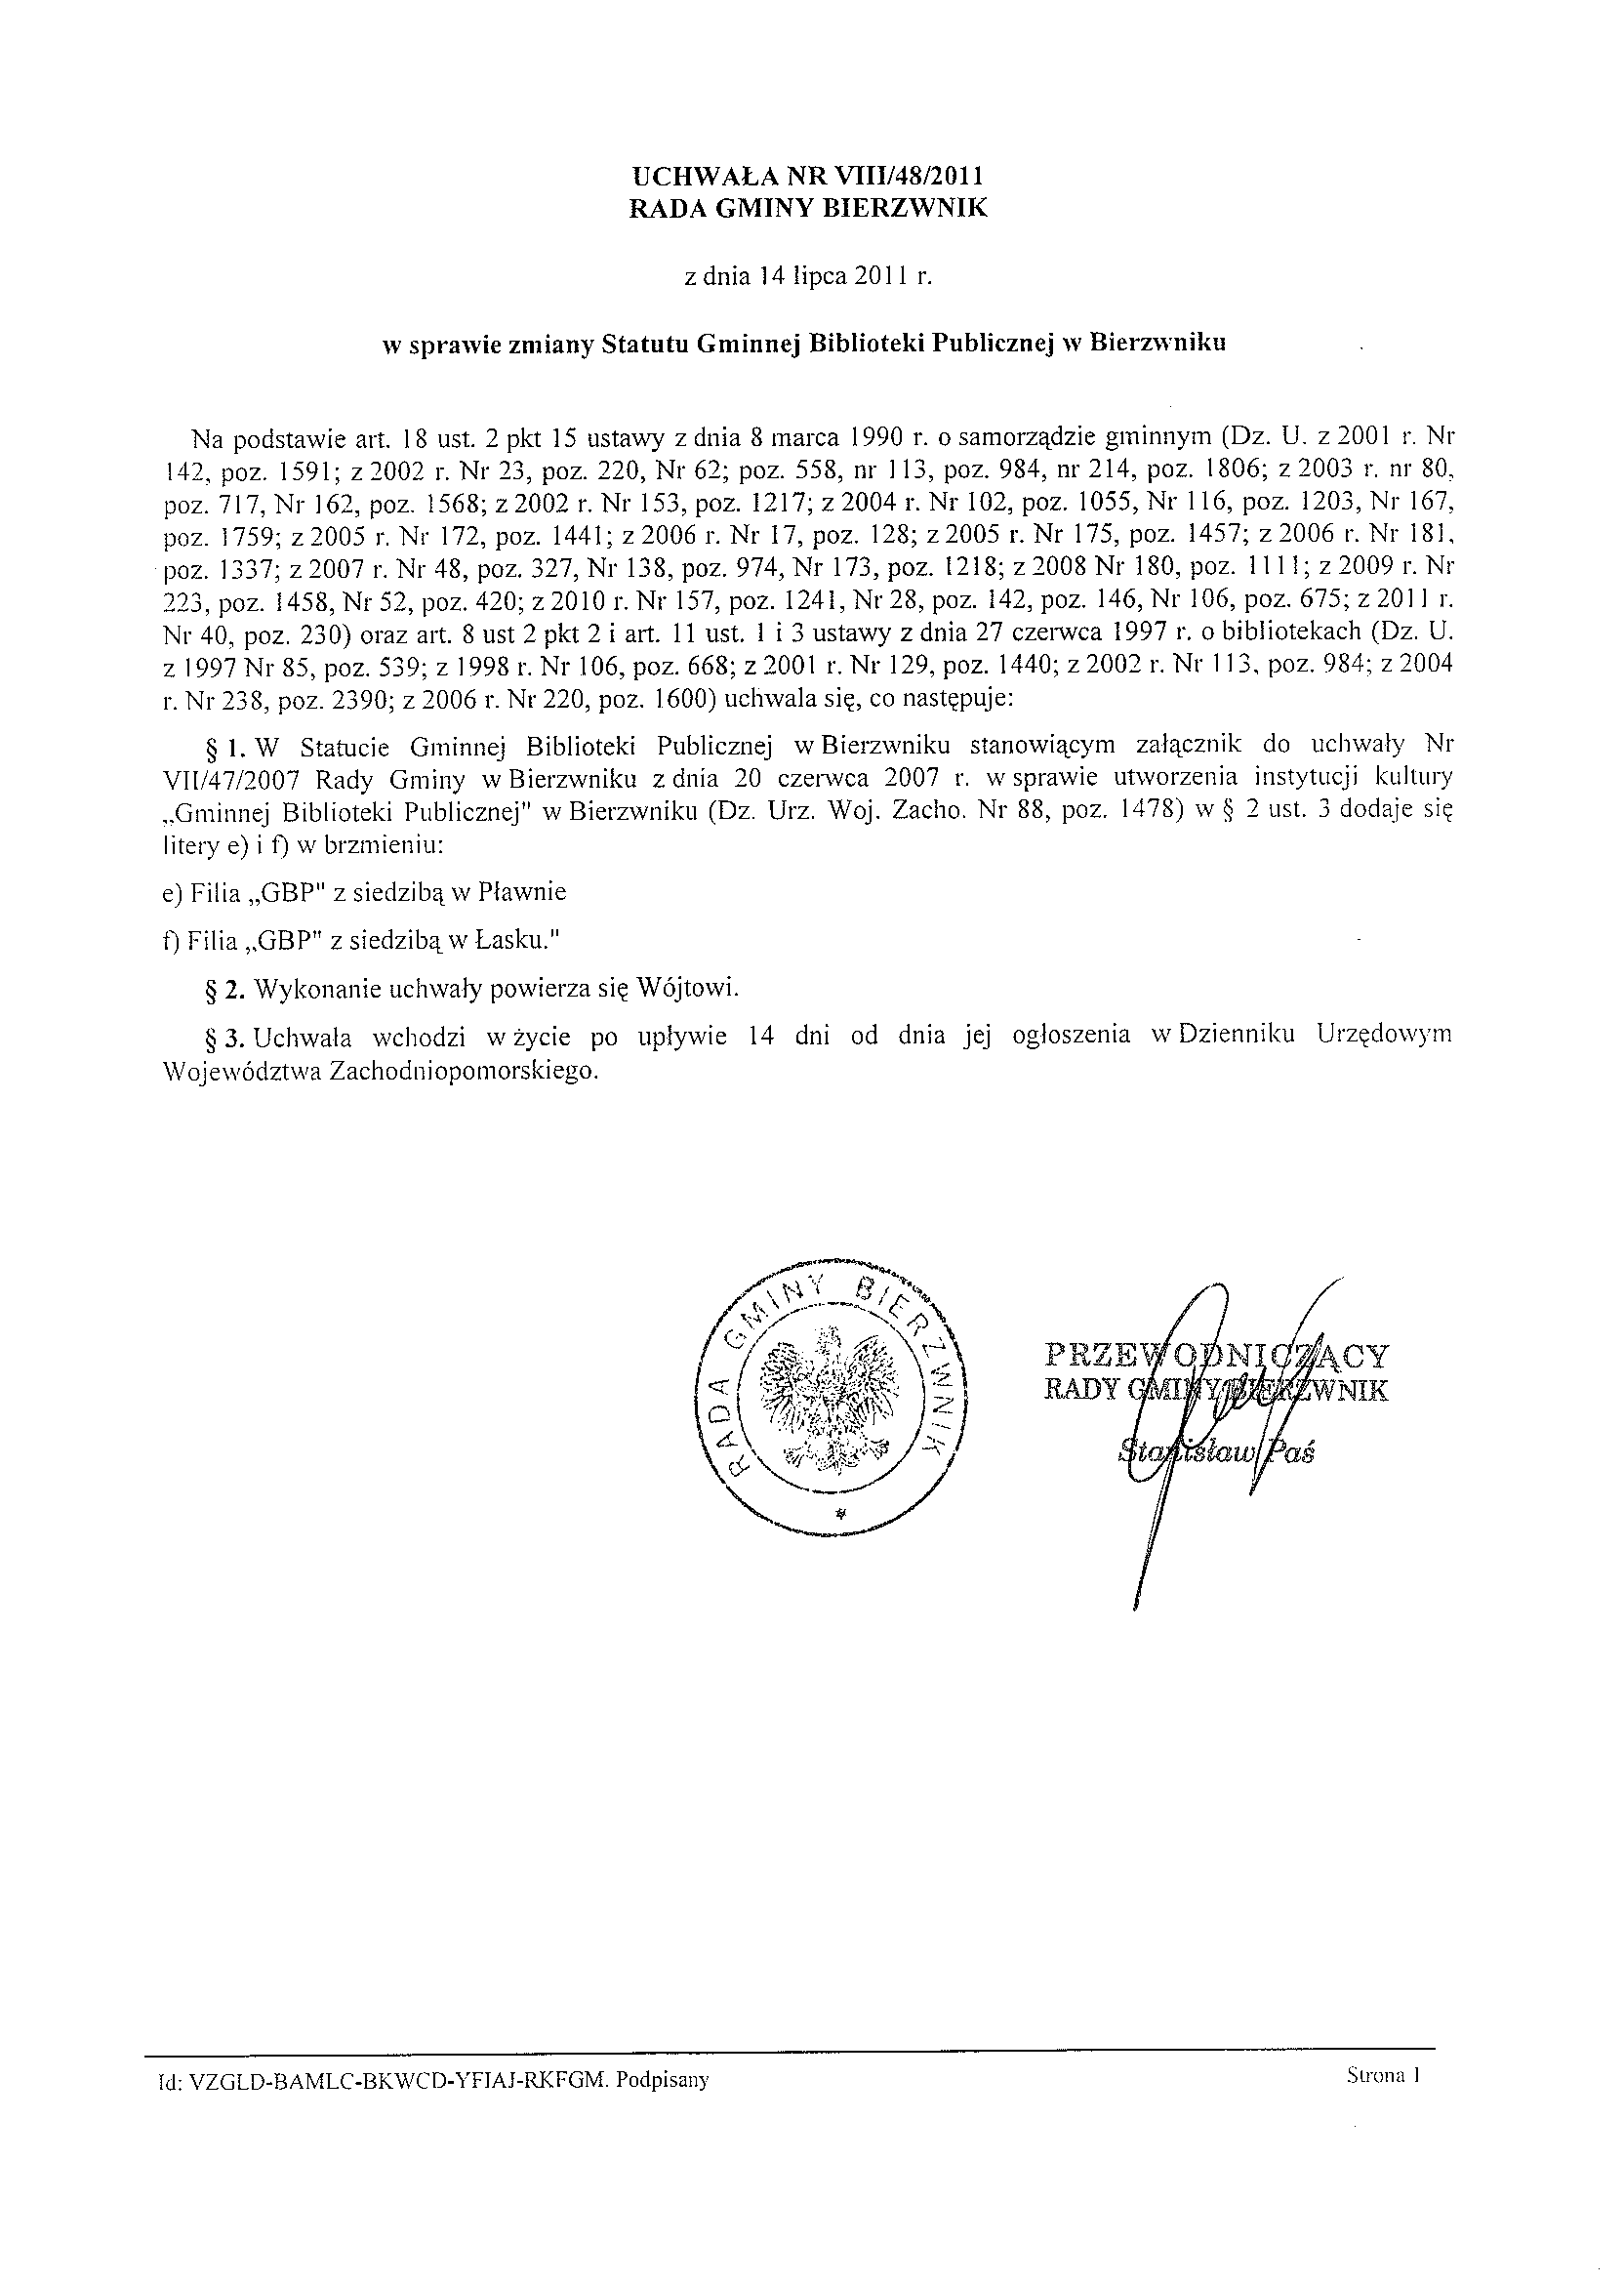 UCHWAŁA NR VIII/48/2011
RADA GMINY BIERZWNIK
z dnia 14 lipca 2011 r.
w sprawie zmiany Statutu Gminnej Biblioteki Publicznej w Bierzwniku
Na podstawie art. 18 ust. 2 pkt 15 ustawy z dnia 8 marca 1990 r. o samorządzie gminnym (Dz. U. z 2001 r. Nr
142, poz. 1591; z 2002 r. Nr 23, poz. 220, Nr 62; poz. 558, nr 113, poz. 984, nr 214, poz. 1806; z 2003 r. nr 80,
poz. 717, Nr 162, poz. 1568; z 2002 r. Nr 153, poz. 1217; z 2004 r. Nr 102, poz. 1055, Nr 116, poz. 1203, Nr 167,
poz. 1759; z 2005 r. Nr 172, poz. 1441; z 2006 r. Nr 17, poz. 128; z 2005 r. Nr 175, poz. 1457; z 2006 r. Nr 181,
poz. 1337; z 2007 r. Nr 48, poz. 327, Nr 138, poz. 974, Nr 173, poz. 1218; z 2008 Nr 180, poz. 1111; z 2009 r. Nr
223, poz. 1458, Nr 52, poz. 420; z 2010 r. Nr 157, poz. 1241, Nr 28, poz. 142, poz. 146, Nr 106, poz. 675; z 2011 r.
Nr 40, poz. 230) oraz art. 8 ust 2 pkt 2 i art. 11 ust. 1 i 3 ustawy z dnia 27 czerwca 1997 r. o bibliotekach (Dz. U.
z 1997 Nr 85, poz. 539; z 1998 r. Nr 106, poz. 668; z 2001 r. Nr 129, poz. 1440; z 2002 r. Nr 113, poz. 984; z 2004
r. Nr 238, poz. 2390; z 2006 r. Nr 220, poz. 1600) uchwala się, co następuje:
§ 1. W Statucie Gminnej Biblioteki Publicznej w Bierzwniku stanowiącym załącznik do uchwały Nr
VII/47/2007 Rady Gminy w Bierzwniku z dnia 20 czerwca 2007 r. w sprawie utworzenia instytucji kultury
„Gminnej Biblioteki Publicznej" w Bierzwniku (Dz. Urz. Woj. Zacho. Nr 88, poz. 1478) w § 2 ust. 3 dodaje się
litery e) i f) w brzmieniu:
e) Filia „GBP" z siedzibą w Pławnie
f) Filia „GBP" z siedzibą w Łasku."
§ 2. Wykonanie uchwały powierza się Wójtowi.
§ 3. Uchwała wchodzi w życie po upływie 14 dni od dnia jej ogłoszenia w Dzienniku Urzędowym
Województwa Zachodniopomorskiego.
RADA GMINY BIERZWNIK
PRZEWODNICZĄCY
RADY GMINY BIERZWNIK
Stanisław Paś
Id: VZGLD-BAMLC-BKWCD-YFIAJ-RKFGM. Podpisany
Strona 1